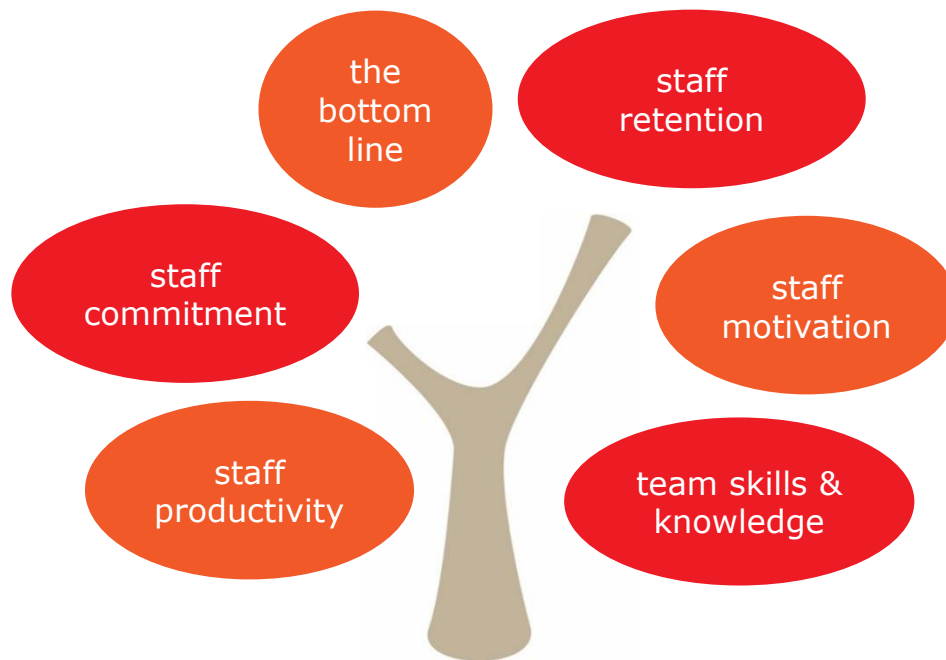 the
bottom
line
staff
retention
staff
commitment
staff
motivation
staff
productivity
team skills &
knowledge